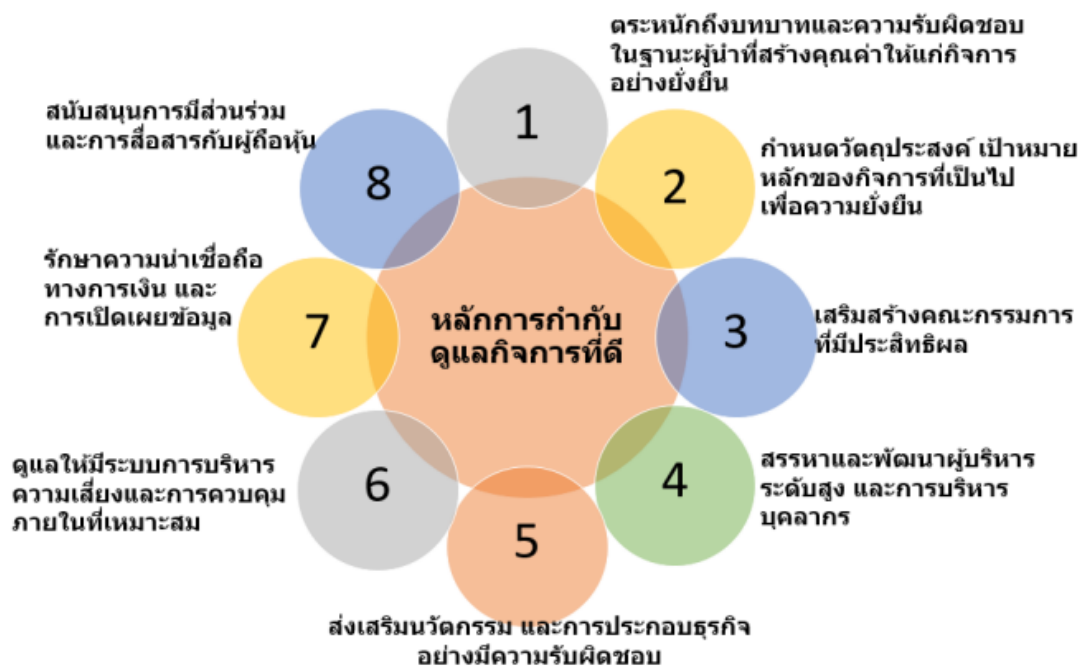 ตระหนักถึงบทบาทและความรับผิดชอบ
ในฐานะผู้นำที่สร้างคุณค่าให้แก่กิจการ
อย่างยั่งยืน
1
2
กำหนดวัตถุประสงค์ เป้าหมาย
หลักของกิจการที่เป็นไป
เพื่อความยั่งยืน
3
เสริมสร้างคณะกรรมการ
ที่มีประสิทธิผล
4
สรรหาและพัฒนาผู้บริหาร
ระดับสูง และการบริหาร
บุคลากร
5
ส่งเสริมนวัตกรรม และการประกอบธุรกิจ
อย่างมีความรับผิดชอบ
6
ดูแลให้มีระบบการบริหาร
ความเสี่ยงและการควบคุม
ภายในที่เหมาะสม
7
รักษาความน่าเชื่อถือ
ทางการเงิน และ
การเปิดเผยข้อมูล
8
สนับสนุนการมีส่วนร่วม
และการสื่อสารกับผู้ถือหุ้น
หลักการกำกับ
ดูแลกิจการที่ดี